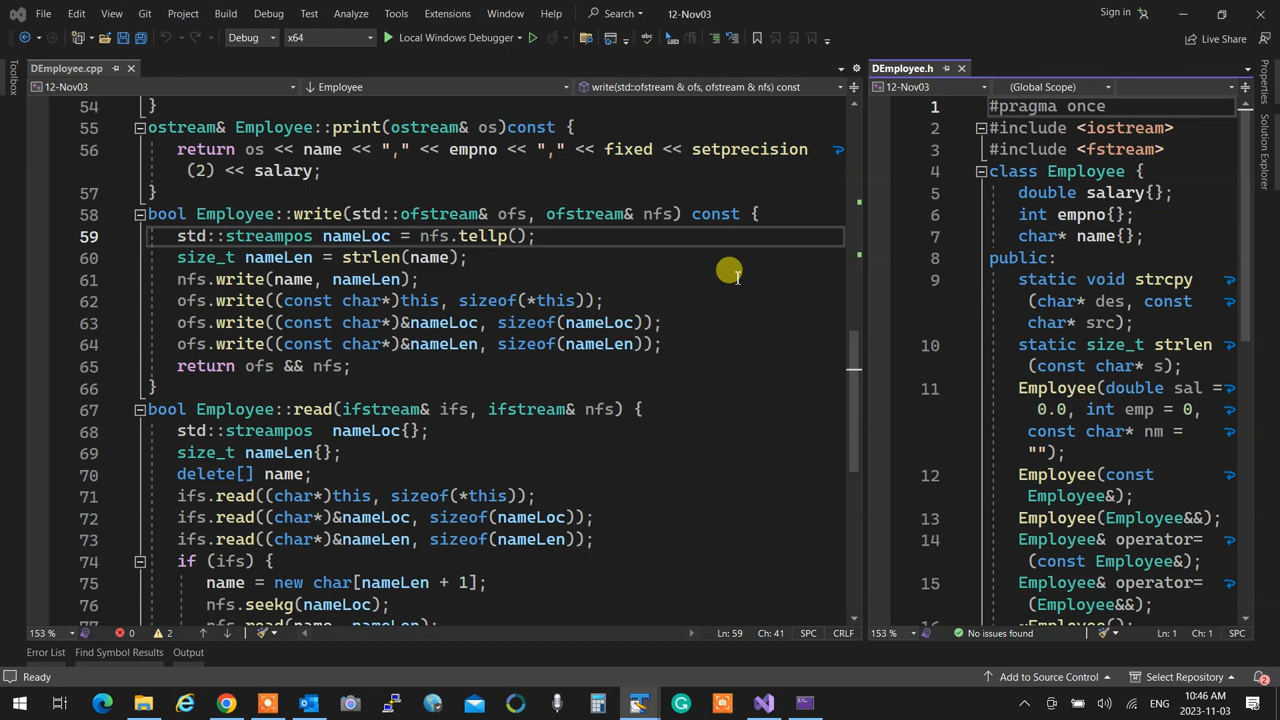 File Edit View Git Project Build Debug Test Analyze Tools Extensions Window Help Search 12-Nov03 Sign in
Debug x64 Local Windows Debugger Live Share
Toolbox
DEmployee.cpp
12-Nov03 Employee write(std::ofstream & ofs, ofstream & nfs) const
54 }
55 ostream& Employee::print(ostream& os)const {
56 return os << name << "," << empno << "," << fixed << setprecision
(2) << salary;
57 }
58 bool Employee::write(std::ofstream& ofs, ofstream& nfs) const {
59 std::streampos nameLoc = nfs.tellp();
60 size_t nameLen = strlen(name);
61 nfs.write(name, nameLen);
62 ofs.write((const char*)this, sizeof(*this));
63 ofs.write((const char*)&nameLoc, sizeof(nameLoc));
64 ofs.write((const char*)&nameLen, sizeof(nameLen));
65 return ofs && nfs;
66 }
67 bool Employee::read(ifstream& ifs, ifstream& nfs) {
68 std::streampos nameLoc{};
69 size_t nameLen{};
70 delete[] name;
71 ifs.read((char*)this, sizeof(*this));
72 ifs.read((char*)&nameLoc, sizeof(nameLoc));
73 ifs.read((char*)&nameLen, sizeof(nameLen));
74 if (ifs) {
75 name = new char[nameLen + 1];
76 nfs.seekg(nameLoc);
77 nfs.read(name, nameLen);
153 % 0 2 Ln: 59 Ch: 41 SPC CRLF
DEmployee.h
12-Nov03 (Global Scope)
1 #pragma once
2 #include <iostream>
3 #include <fstream>
4 class Employee {
5 double salary{};
6 int empno{};
7 char* name{};
8 public:
9 static void strcpy
(char* des, const
char* src);
10 static size_t strlen
(const char* s);
11 Employee(double sal =
0.0, int emp = 0,
const char* nm =
"");
12 Employee(const
Employee&);
13 Employee(Employee&&);
14 Employee& operator=
(const Employee&);
15 Employee& operator=
(Employee&&);
16 ~Employee();
153 % No issues found Ln: 1 Ch: 1 SPC
Properties
Solution Explorer
Error List Find Symbol Results Output
Ready Add to Source Control Select Repository 2
ENG 10:46 AM
2023-11-03